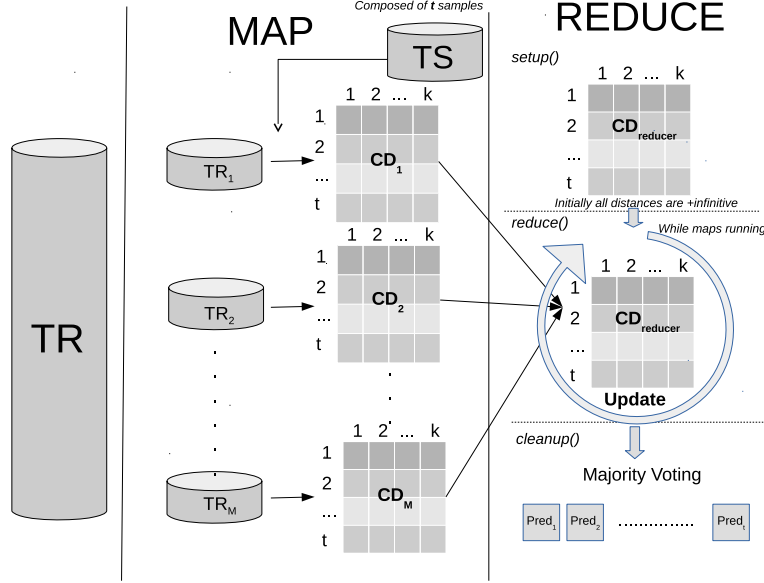 TR
MAP
Composed of t samples
TS
TR1
1 2 ... k
1
2
...
t
CD1
TR2
1 2 ... k
1
2
...
t
CD2
TRM
1 2 ... k
1
2
...
t
CDM
REDUCE
setup()
1 2 ... k
1
2
...
t
CDreducer
Initially all distances are +infinitive
reduce()
While maps running
1 2 ... k
1
2
...
t
CDreducer
Update
cleanup()
Majority Voting
Pred1 Pred2 .............. Predt